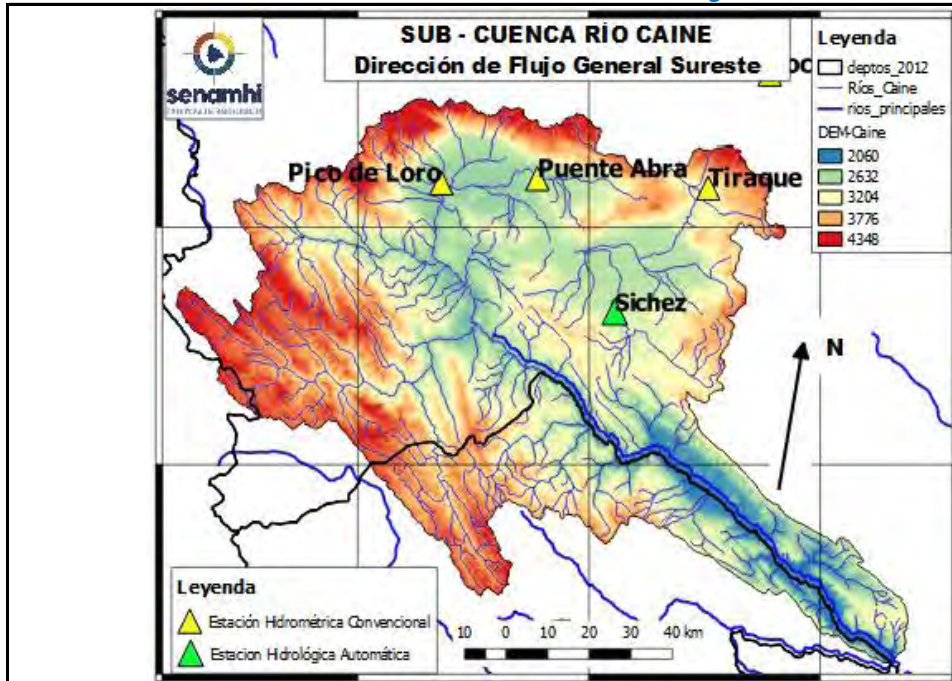 SUB - CUENCA RÍO CAINE
Dirección de Flujo General Sureste
senamhi
Leyenda
deptos_2012
Ríos_Caine
rios_principales
DEM-Caine
2060
2632
3204
3776
4348
Pico de Loro
Puente Abra
Tiraque
Sichez
N
Leyenda
Estación Hidrométrica Convencional
Estacion Hidrológica Automática
10 0 10 20 30 40 km